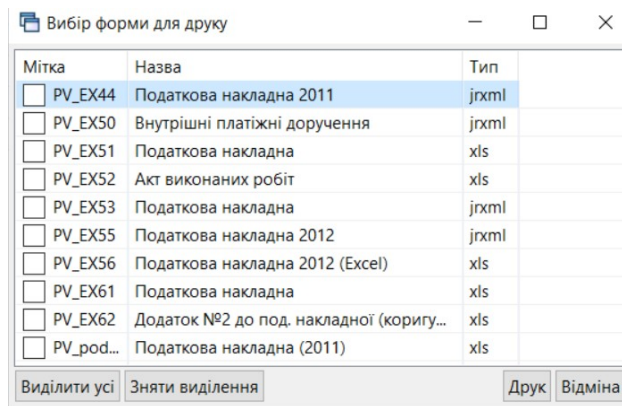 Вибір форми для друку
Мітка Назва Тип
PV_EX44 Податкова накладна 2011 jrxml
PV_EX50 Внутрішні платіжні доручення jrxml
PV_EX51 Податкова накладна xls
PV_EX52 Акт виконаних робіт xls
PV_EX53 Податкова накладна jrxml
PV_EX55 Податкова накладна 2012 jrxml
PV_EX56 Податкова накладна 2012 (Excel) xls
PV_EX61 Податкова накладна xls
PV_EX62 Додаток №2 до под. накладної (коригу... xls
PV_pod... Податкова накладна (2011) xls
Виділити усі Зняти виділення Друк Відміна